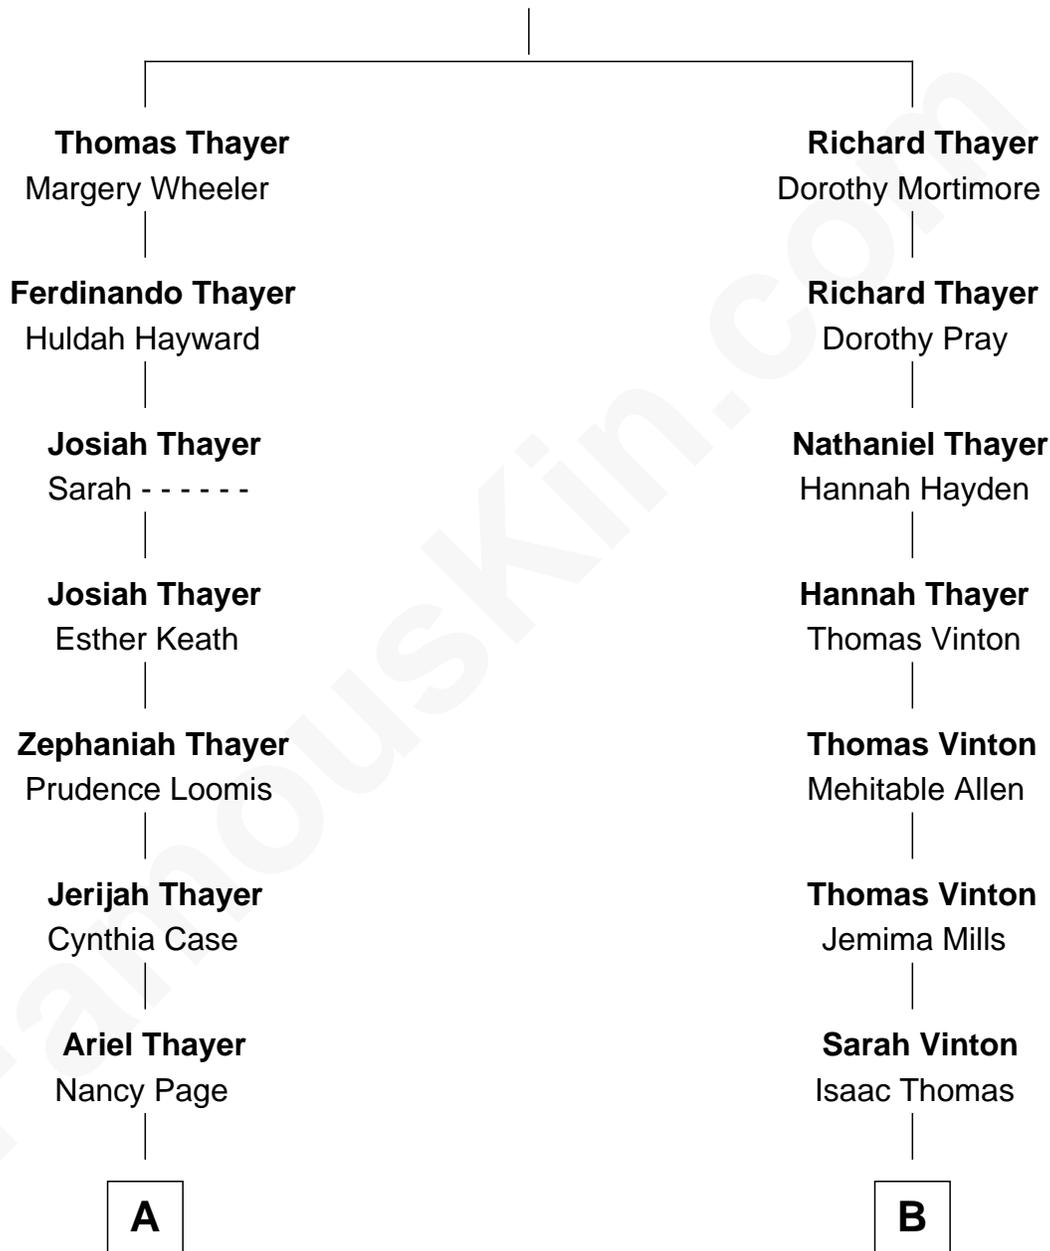 Thomas Thayer
Margery Wheeler
Ferdinando Thayer
Huldah Hayward
Josiah Thayer
Sarah - - - - - -
Josiah Thayer
Esther Keath
Zephaniah Thayer
Prudence Loomis
Jerijah Thayer
Cynthia Case
Ariel Thayer
Nancy Page
A
Richard Thayer
Dorothy Mortimore
Richard Thayer
Dorothy Pray
Nathaniel Thayer
Hannah Hayden
Hannah Thayer
Thomas Vinton
Thomas Vinton
Mehitable Allen
Thomas Vinton
Jemima Mills
Sarah Vinton
Isaac Thomas
B
FamousKin.com